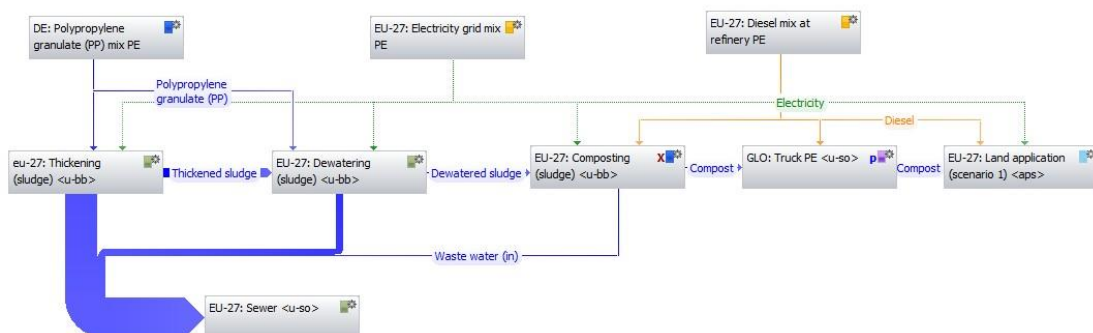 DE: Polypropylene
granulate (PP) mix PE
EU-27: Electricity grid mix
PE
EU-27: Diesel mix at
refinery PE
Polypropylene
granulate (PP)
Electricity
Diesel
eu-27: Thickening
(sludge) <u-bb>
Thickened sludge
EU-27: Dewatering
(sludge) <u-bb>
Dewatered sludge
EU-27: Composting
(sludge) <u-bb>
X
Compost
GLO: Truck PE <u-so>
p
Compost
EU-27: Land application
(scenario 1) <aps>
Waste water (in)
EU-27: Sewer <u-so>